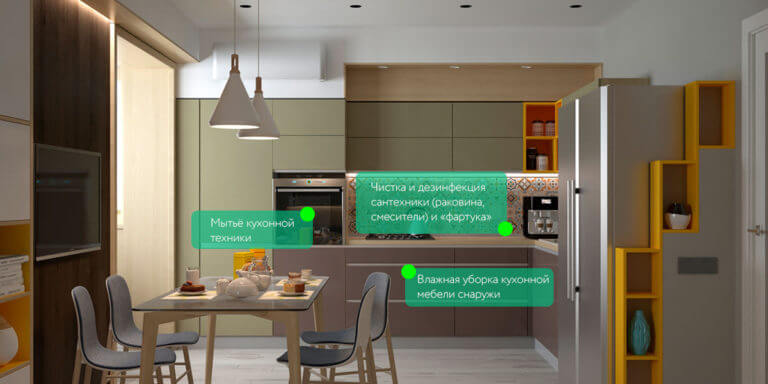 Чистка и дезинфекция
сантехники (раковина,
смесители) и «фартука»
Мытьё кухонной
техники
Влажная уборка кухонной
мебели снаружи